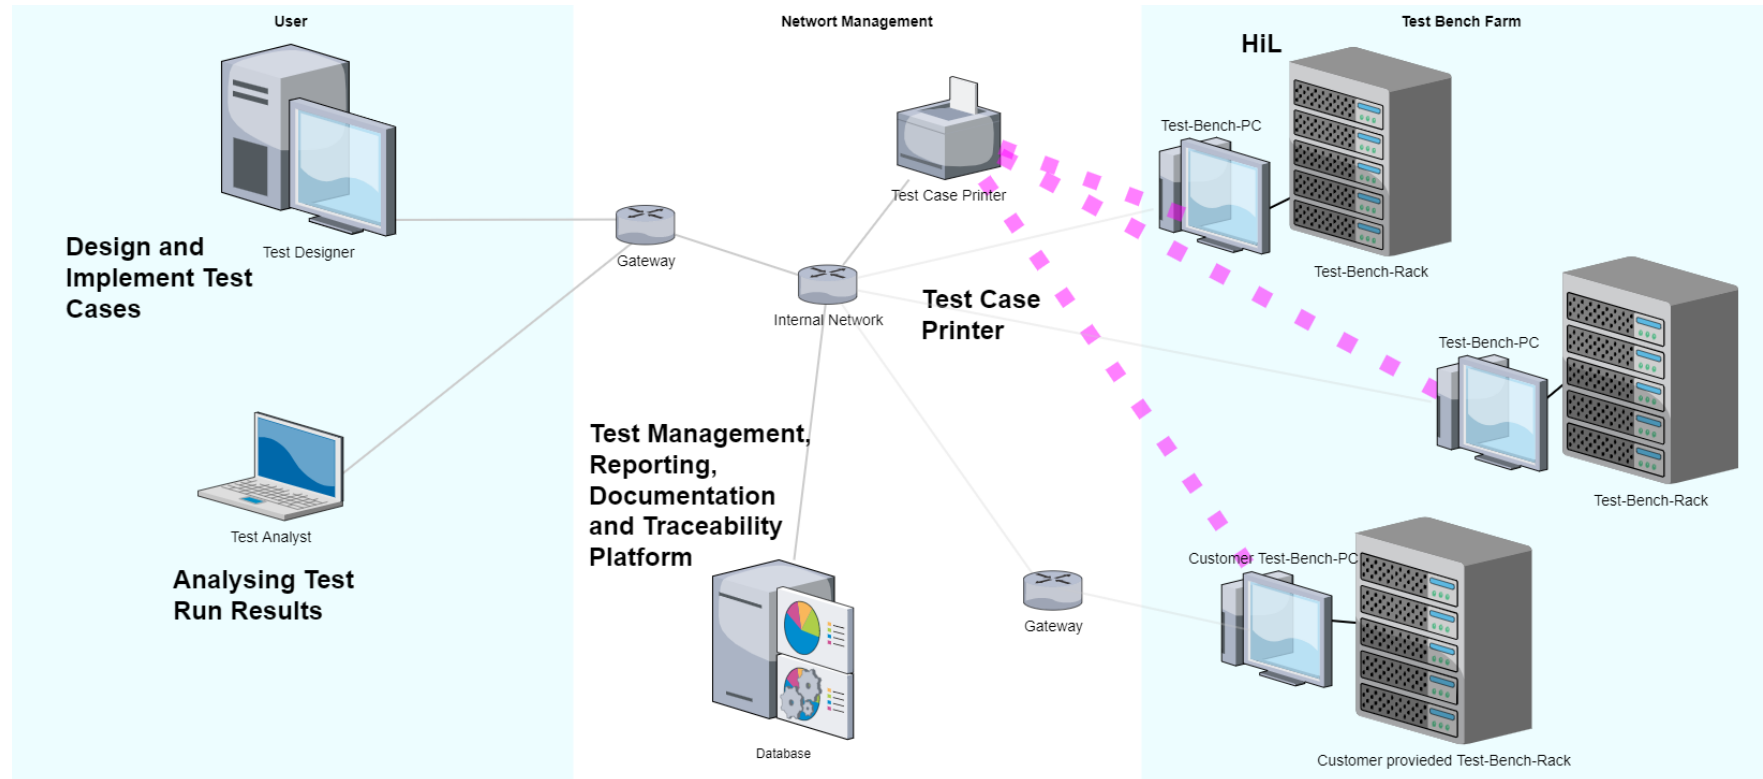 User
Networt Management
Test Bench Farm
HiL
Test-Bench-PC
Test Case Printer
Test-Bench-Rack
Design and
Implement Test
Cases
Test Designer
Gateway
Internal Network
Test Case
Printer
Test-Bench-PC
Test-Bench-Rack
Test Management,
Reporting,
Documentation
and Traceability
Platform
Test Analyst
Analysing Test
Run Results
Customer Test-Bench-PC
Gateway
Database
Customer provieded Test-Bench-Rack